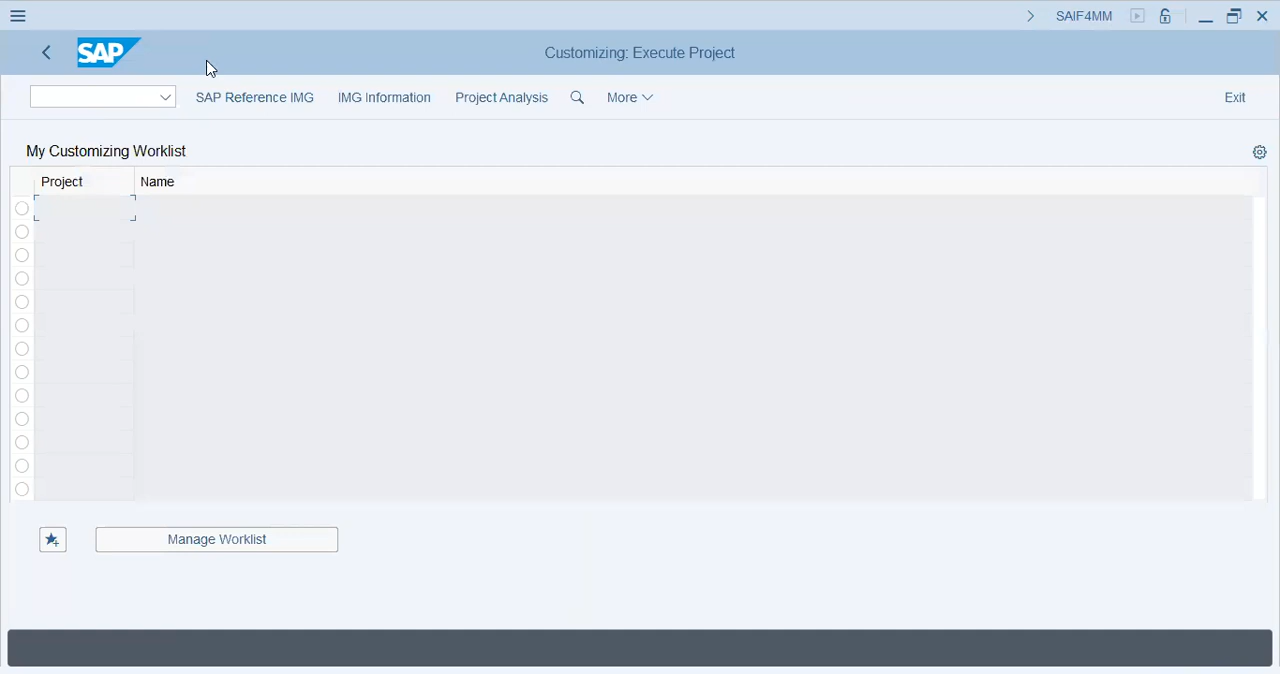 SAIF4MM
SAP
Customizing: Execute Project
SAP Reference IMG
IMG Information
Project Analysis
More
Exit
My Customizing Worklist
Project
Name
Manage Worklist